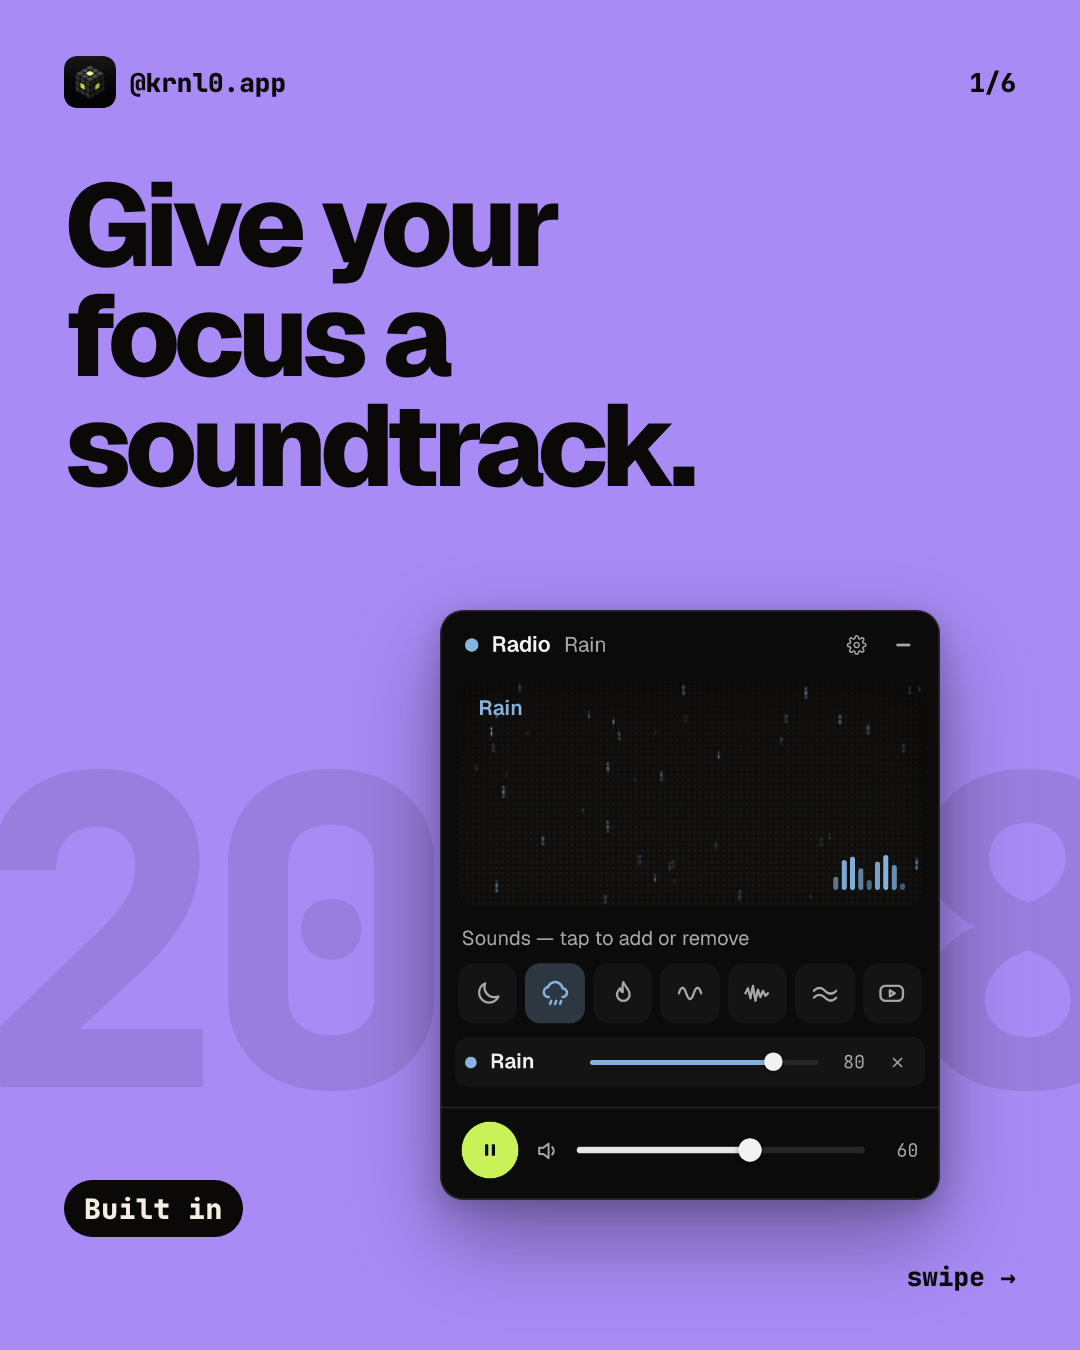 @krnl0.app
1/6
Give your
focus a
soundtrack.
Radio Rain
Rain
Sounds — tap to add or remove
Rain 80
60
Built in
swipe →